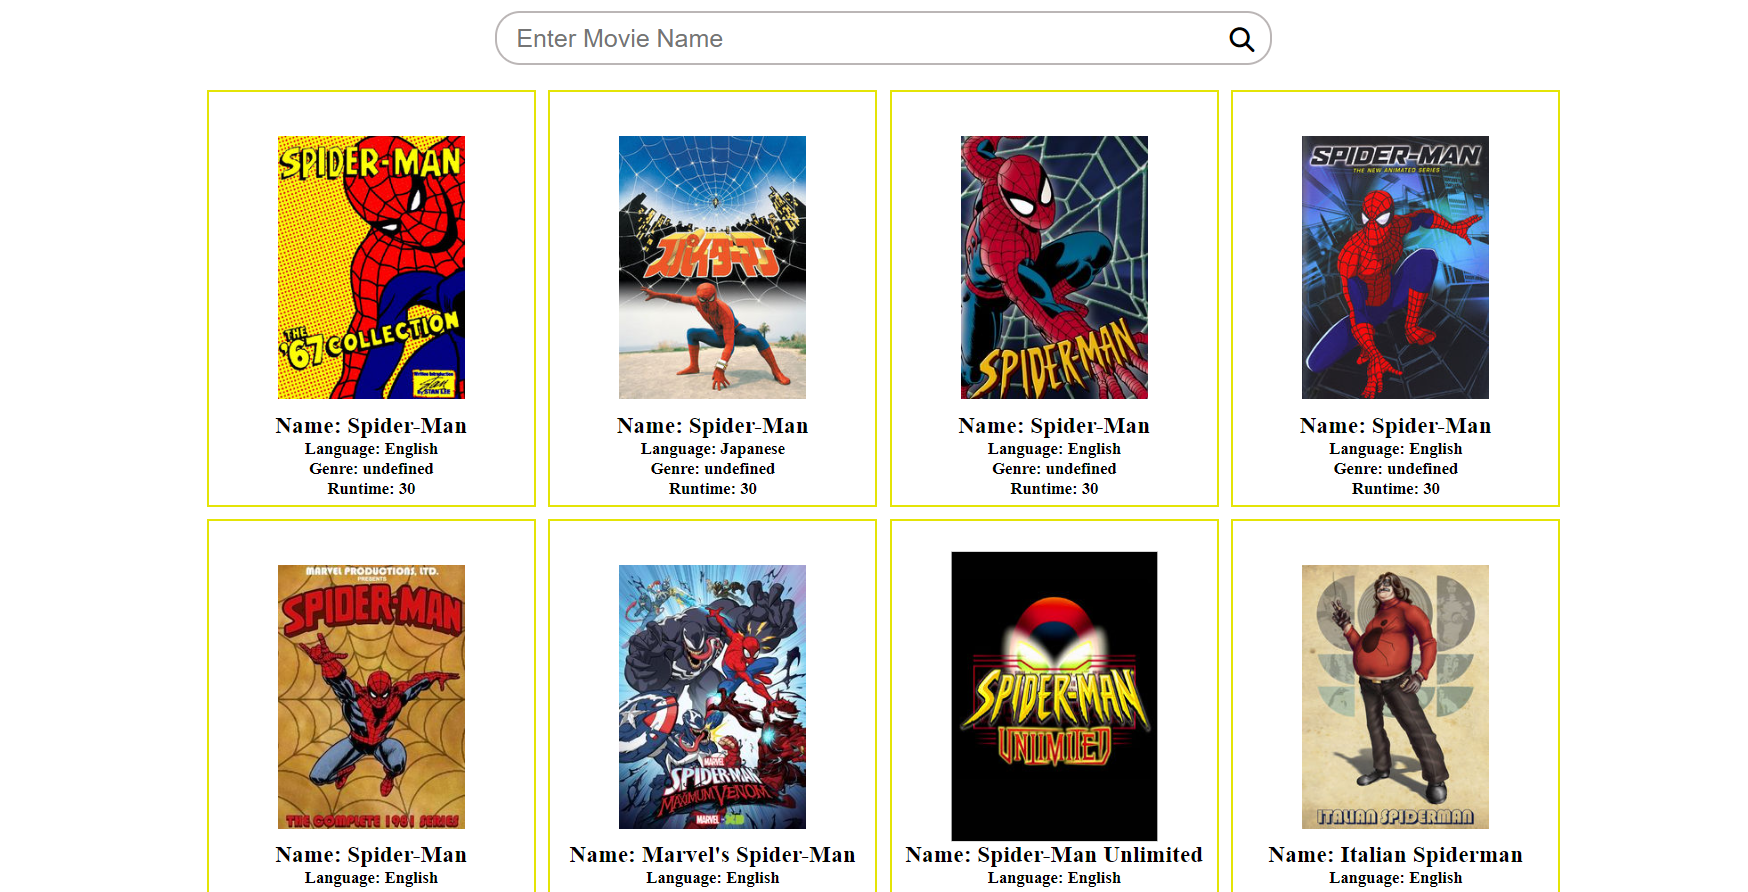 Enter Movie Name
SPIDER-MAN
THE
'67 COLLECTION
STAN LEE
Name: Spider-Man
Language: English
Genre: undefined
Runtime: 30
スパイダーマン
Name: Spider-Man
Language: Japanese
Genre: undefined
Runtime: 30
SPIDER-MAN
Name: Spider-Man
Language: English
Genre: undefined
Runtime: 30
SPIDER-MAN
THE NEW ANIMATED SERIES
Name: Spider-Man
Language: English
Genre: undefined
Runtime: 30
MARVEL PRODUCTIONS, LTD.
PRESENTS
SPIDER-MAN
THE COMPLETE 1981 SERIES
Name: Spider-Man
Language: English
MARVEL
SPIDER-MAN
MAXIMUM VENOM
MARVEL
Name: Marvel's Spider-Man
Language: English
SPIDER-MAN
UNLIMITED
Name: Spider-Man Unlimited
Language: English
ITALIAN SPIDERMAN
Name: Italian Spiderman
Language: English